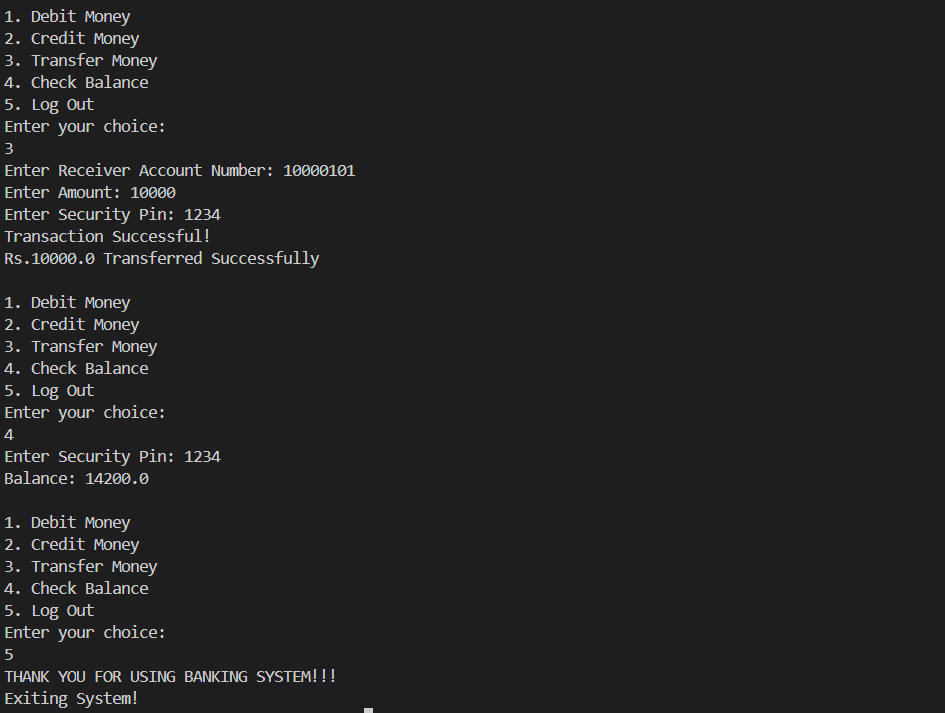 1. Debit Money
2. Credit Money
3. Transfer Money
4. Check Balance
5. Log Out
Enter your choice:
3
Enter Receiver Account Number: 10000101
Enter Amount: 10000
Enter Security Pin: 1234
Transaction Successful!
Rs.10000.0 Transferred Successfully
1. Debit Money
2. Credit Money
3. Transfer Money
4. Check Balance
5. Log Out
Enter your choice:
4
Enter Security Pin: 1234
Balance: 14200.0
1. Debit Money
2. Credit Money
3. Transfer Money
4. Check Balance
5. Log Out
Enter your choice:
5
THANK YOU FOR USING BANKING SYSTEM!!!
Exiting System!